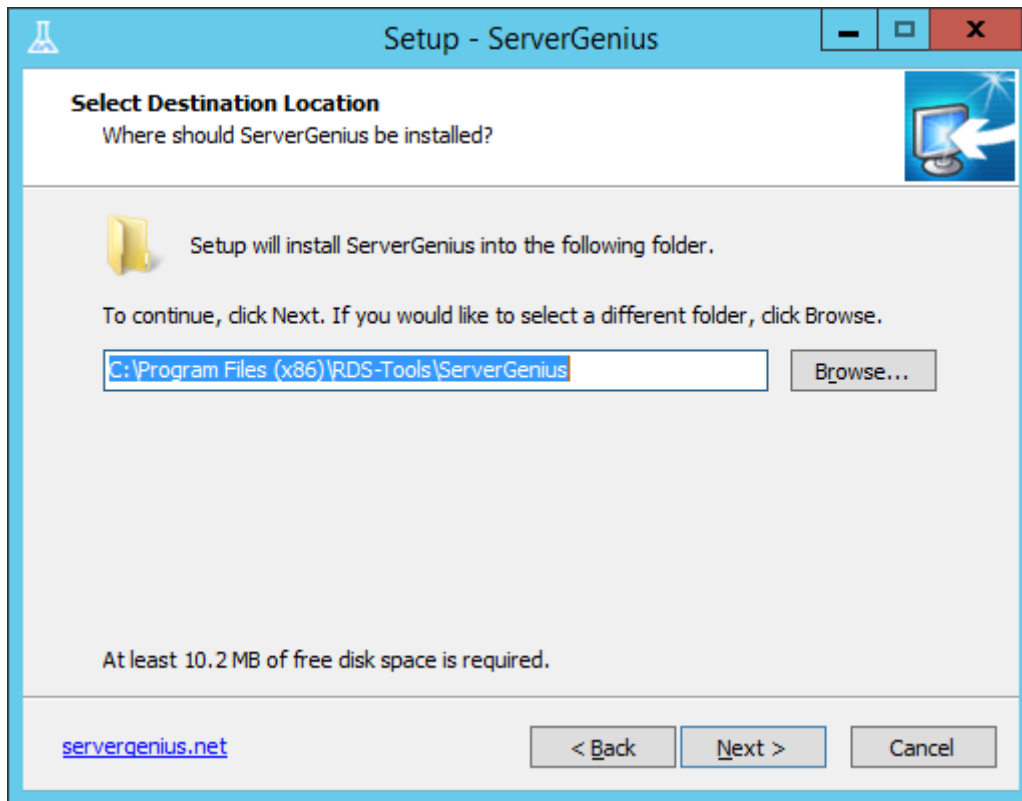 Setup - ServerGenius
Select Destination Location
Where should ServerGenius be installed?
Setup will install ServerGenius into the following folder.
To continue, click Next. If you would like to select a different folder, click Browse.
C:\Program Files (x86)\RDS-Tools\ServerGenius
Browse...
At least 10.2 MB of free disk space is required.
servergenius.net
< Back
Next >
Cancel